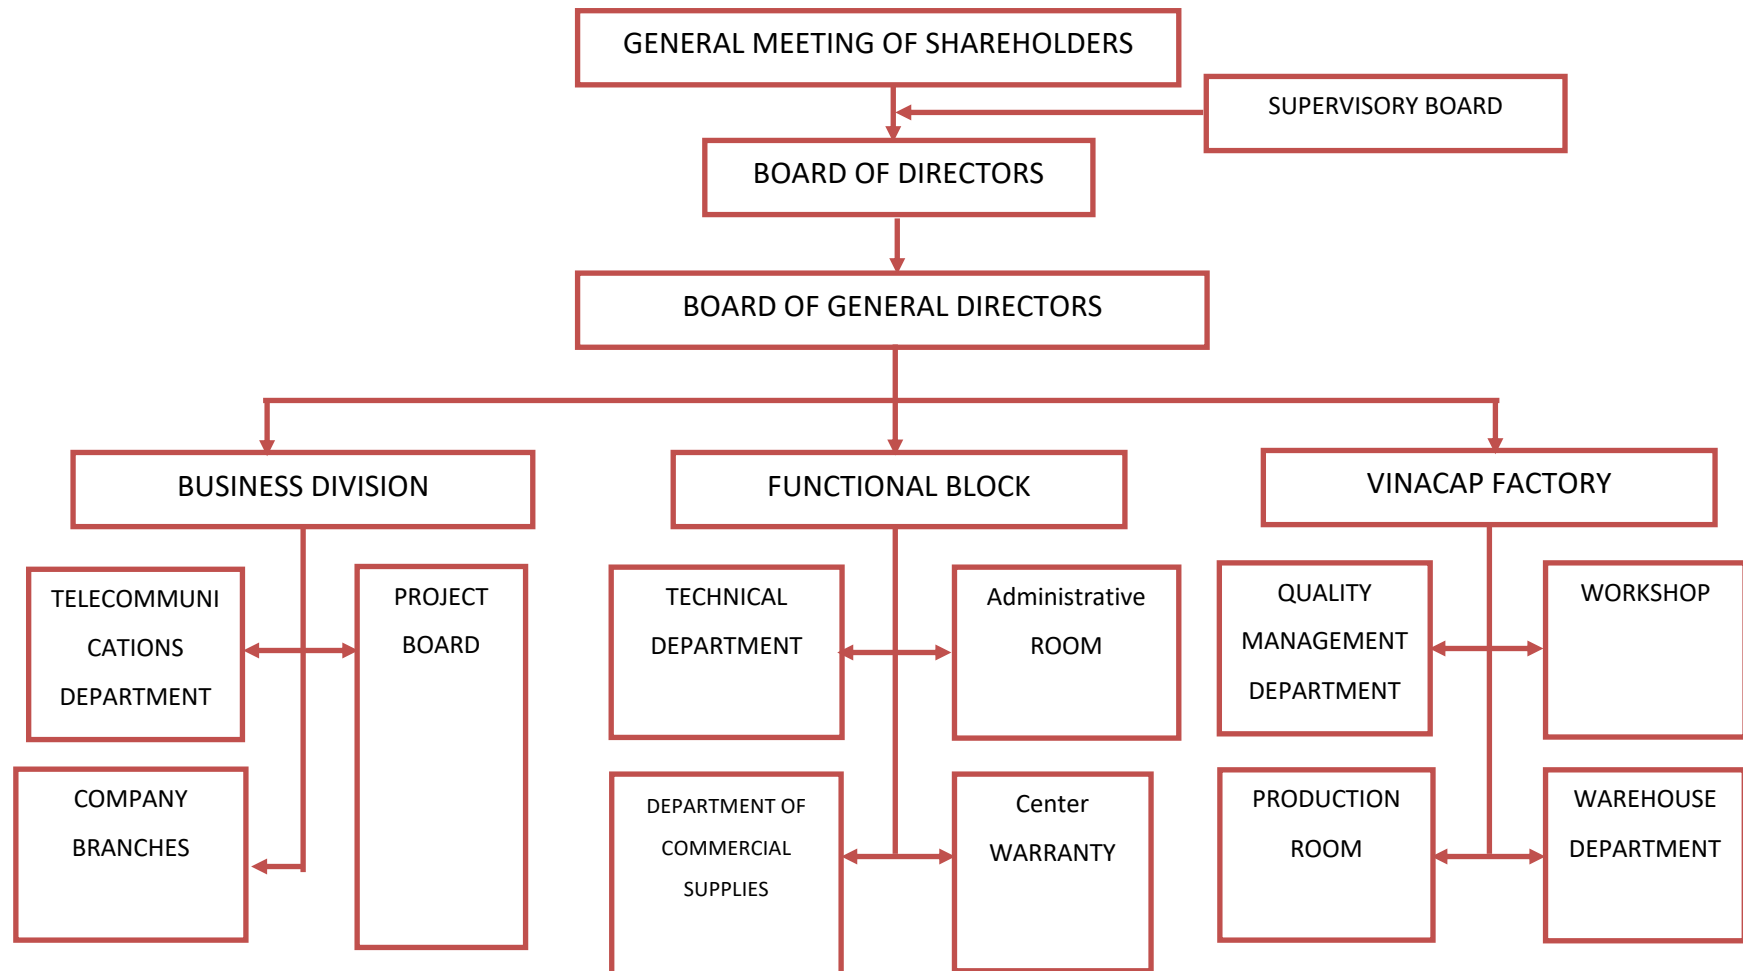 GENERAL MEETING OF SHAREHOLDERS
SUPERVISORY BOARD
BOARD OF DIRECTORS
BOARD OF GENERAL DIRECTORS
BUSINESS DIVISION
FUNCTIONAL BLOCK
VINACAP FACTORY
TELECOMMUNI
CATIONS
DEPARTMENT
PROJECT
BOARD
TECHNICAL
DEPARTMENT
Administrative
ROOM
QUALITY
MANAGEMENT
DEPARTMENT
WORKSHOP
COMPANY
BRANCHES
DEPARTMENT OF
COMMERCIAL
SUPPLIES
Center
WARRANTY
PRODUCTION
ROOM
WAREHOUSE
DEPARTMENT